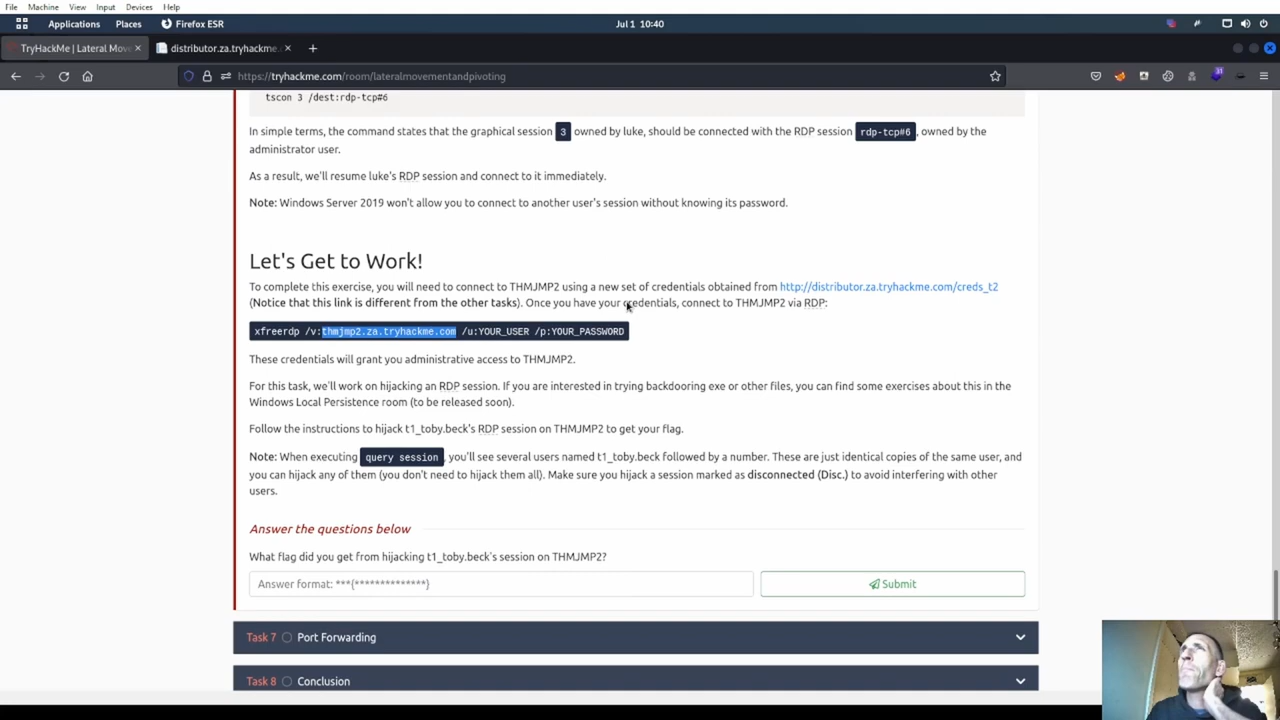 File Machine View Input Devices Help
Applications Places Firefox ESR Jul 1 10:40
TryHackMe | Lateral Mov distributor.za.tryhackme.
https://tryhackme.com/room/lateralmovementandpivoting
tscon 3 /dest:rdp-tcp#6
In simple terms, the command states that the graphical session 3 owned by luke, should be connected with the RDP session rdp-tcp#6, owned by the
administrator user.
As a result, we'll resume luke's RDP session and connect to it immediately.
Note: Windows Server 2019 won't allow you to connect to another user's session without knowing its password.
Let's Get to Work!
To complete this exercise, you will need to connect to THMJMP2 using a new set of credentials obtained from http://distributor.za.tryhackme.com/creds_t2
(Notice that this link is different from the other tasks). Once you have your credentials, connect to THMJMP2 via RDP:
xfreerdp /v:thmjmp2.za.tryhackme.com /u:YOUR_USER /p:YOUR_PASSWORD
These credentials will grant you administrative access to THMJMP2.
For this task, we'll work on hijacking an RDP session. If you are interested in trying backdooring exe or other files, you can find some exercises about this in the
Windows Local Persistence room (to be released soon).
Follow the instructions to hijack t1_toby.beck's RDP session on THMJMP2 to get your flag.
Note: When executing query session, you'll see several users named t1_toby.beck followed by a number. These are just identical copies of the same user, and
you can hijack any of them (you don't need to hijack them all). Make sure you hijack a session marked as disconnected (Disc.) to avoid interfering with other
users.
Answer the questions below
What flag did you get from hijacking t1_toby.beck's session on THMJMP2?
Answer format: ***{**************}
Submit
Task 7 Port Forwarding
Task 8 Conclusion